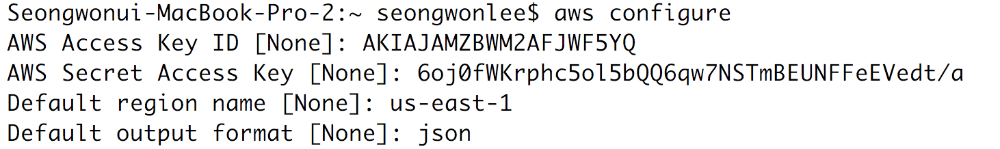 Seongwonui-MacBook-Pro-2:~ seongwonlee$ aws configure
AWS Access Key ID [None]: AKIAJAMZBWM2AFJWF5YQ
AWS Secret Access Key [None]: 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
Default region name [None]: us-east-1
Default output format [None]: json